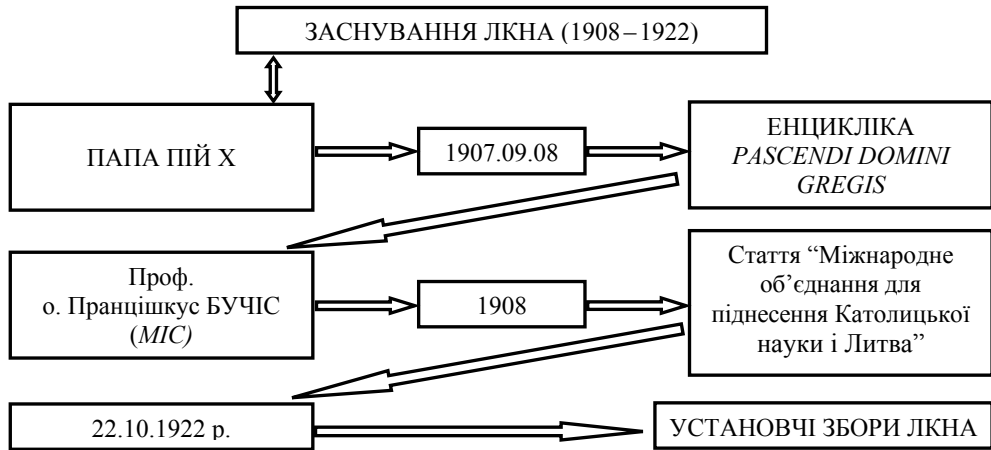 ЗАСНУВАННЯ ЛКНА (1908–1922)
ПАПА ПІЙ Х
1907.09.08
ЕНЦИКЛІКА
PASCENDI DOMINI
GREGIS
Проф.
о. Пранцішкус БУЧІС
(МІС)
1908
Стаття “Міжнародне
об’єднання для
піднесення Католицької
науки і Литва”
22.10.1922 р.
УСТАНОВЧІ ЗБОРИ ЛКНА